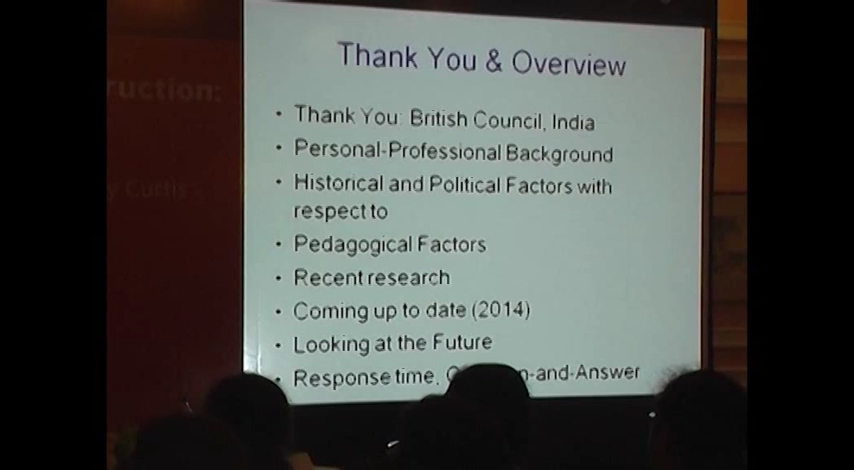 Thank You & Overview
• Thank You: British Council, India
• Personal-Professional Background
• Historical and Political Factors with
respect to
• Pedagogical Factors
• Recent research
• Coming up to date (2014)
• Looking at the Future
• Response time, -and-Answer
ruction:
y Curtis